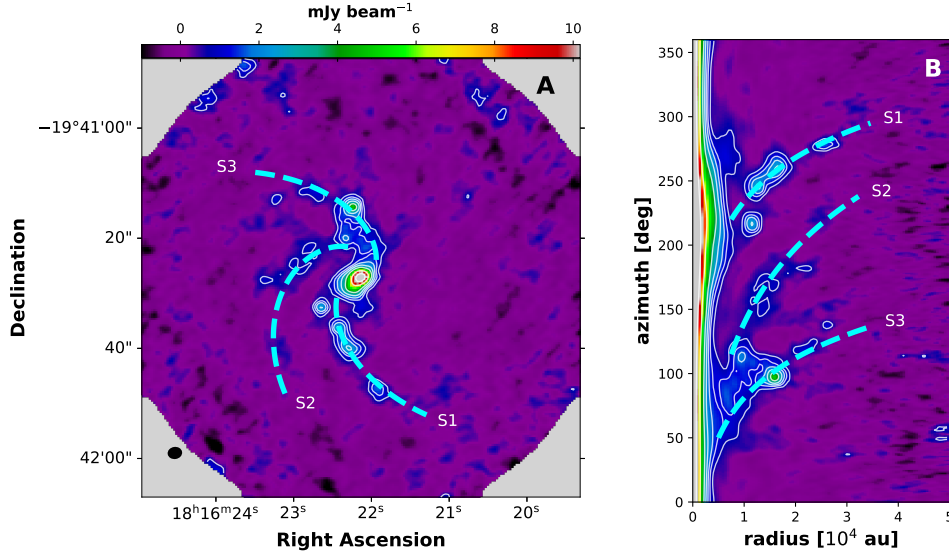 mJy beam⁻¹
0 2 4 6 8 10
A
−19°41'00"
20"
40"
42'00"
Declination
S3
S2
S1
18ʰ16ᵐ24ˢ 23ˢ 22ˢ 21ˢ 20ˢ
Right Ascension
B
350
300
250
200
150
100
50
0
azimuth [deg]
S1
S2
S3
0 1 2 3 4 5
radius [10⁴ au]